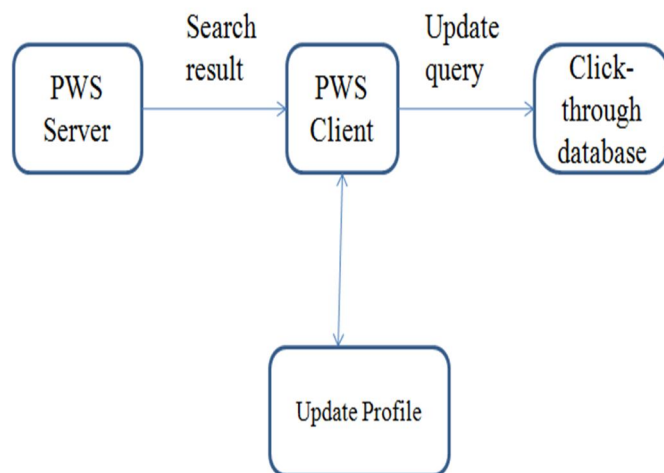 Search
result
Update
query
PWS
Server
PWS
Client
Click-
through
database
Update Profile